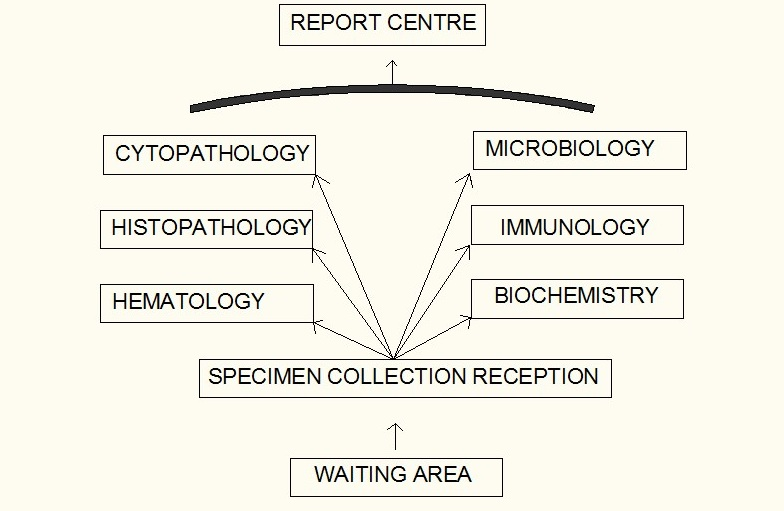 REPORT CENTRE
CYTOPATHOLOGY
MICROBIOLOGY
HISTOPATHOLOGY
IMMUNOLOGY
HEMATOLOGY
BIOCHEMISTRY
SPECIMEN COLLECTION RECEPTION
WAITING AREA